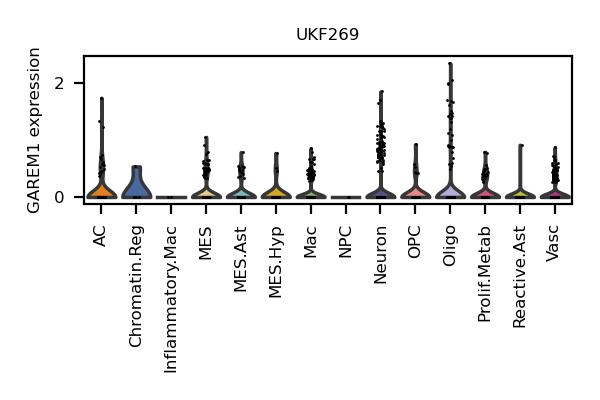 UKF269
GAREM1 expression
2
0
AC
Chromatin.Reg
Inflammatory.Mac
MES
MES.Ast
MES.Hyp
Mac
NPC
Neuron
OPC
Oligo
Prolif.Metab
Reactive.Ast
Vasc